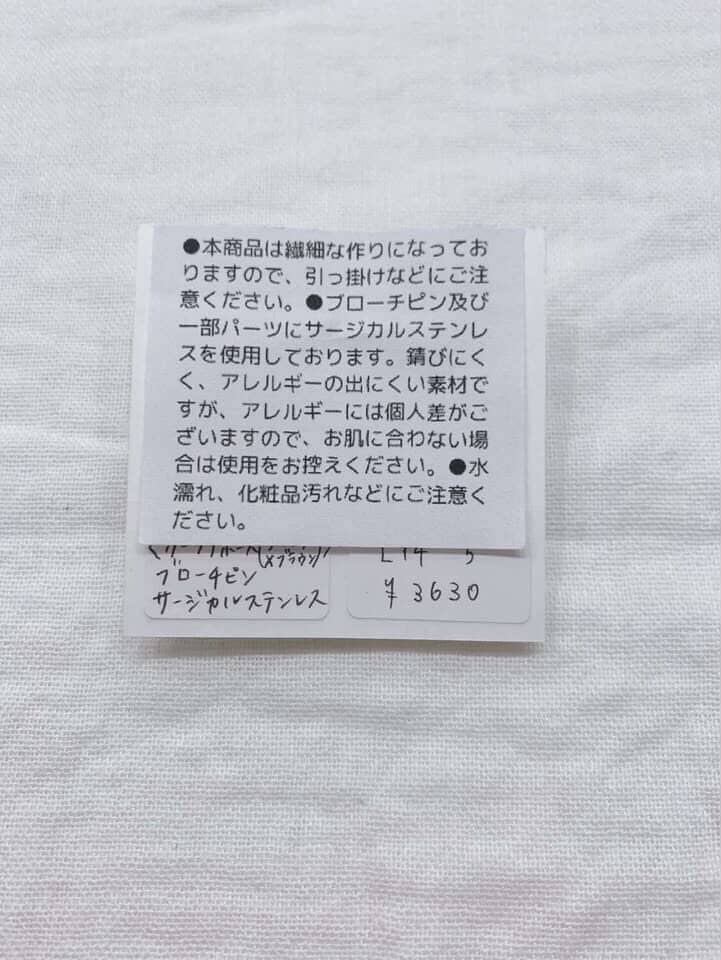 ●本商品は繊細な作りになってお
りますので、引っ掛けなどにご注
意ください。●ブローチピン及び
一部パーツにサージカルステンレ
スを使用しております。錆びにく
く、アレルギーの出にくい素材で
すが、アレルギーには個人差がご
ざいますので、お肌に合わない場
合は使用をお控えください。●水
濡れ、化粧品汚れなどにご注意く
ださい。
(×ブラウン)
ブローチピン
サージカルステンレス
¥3630